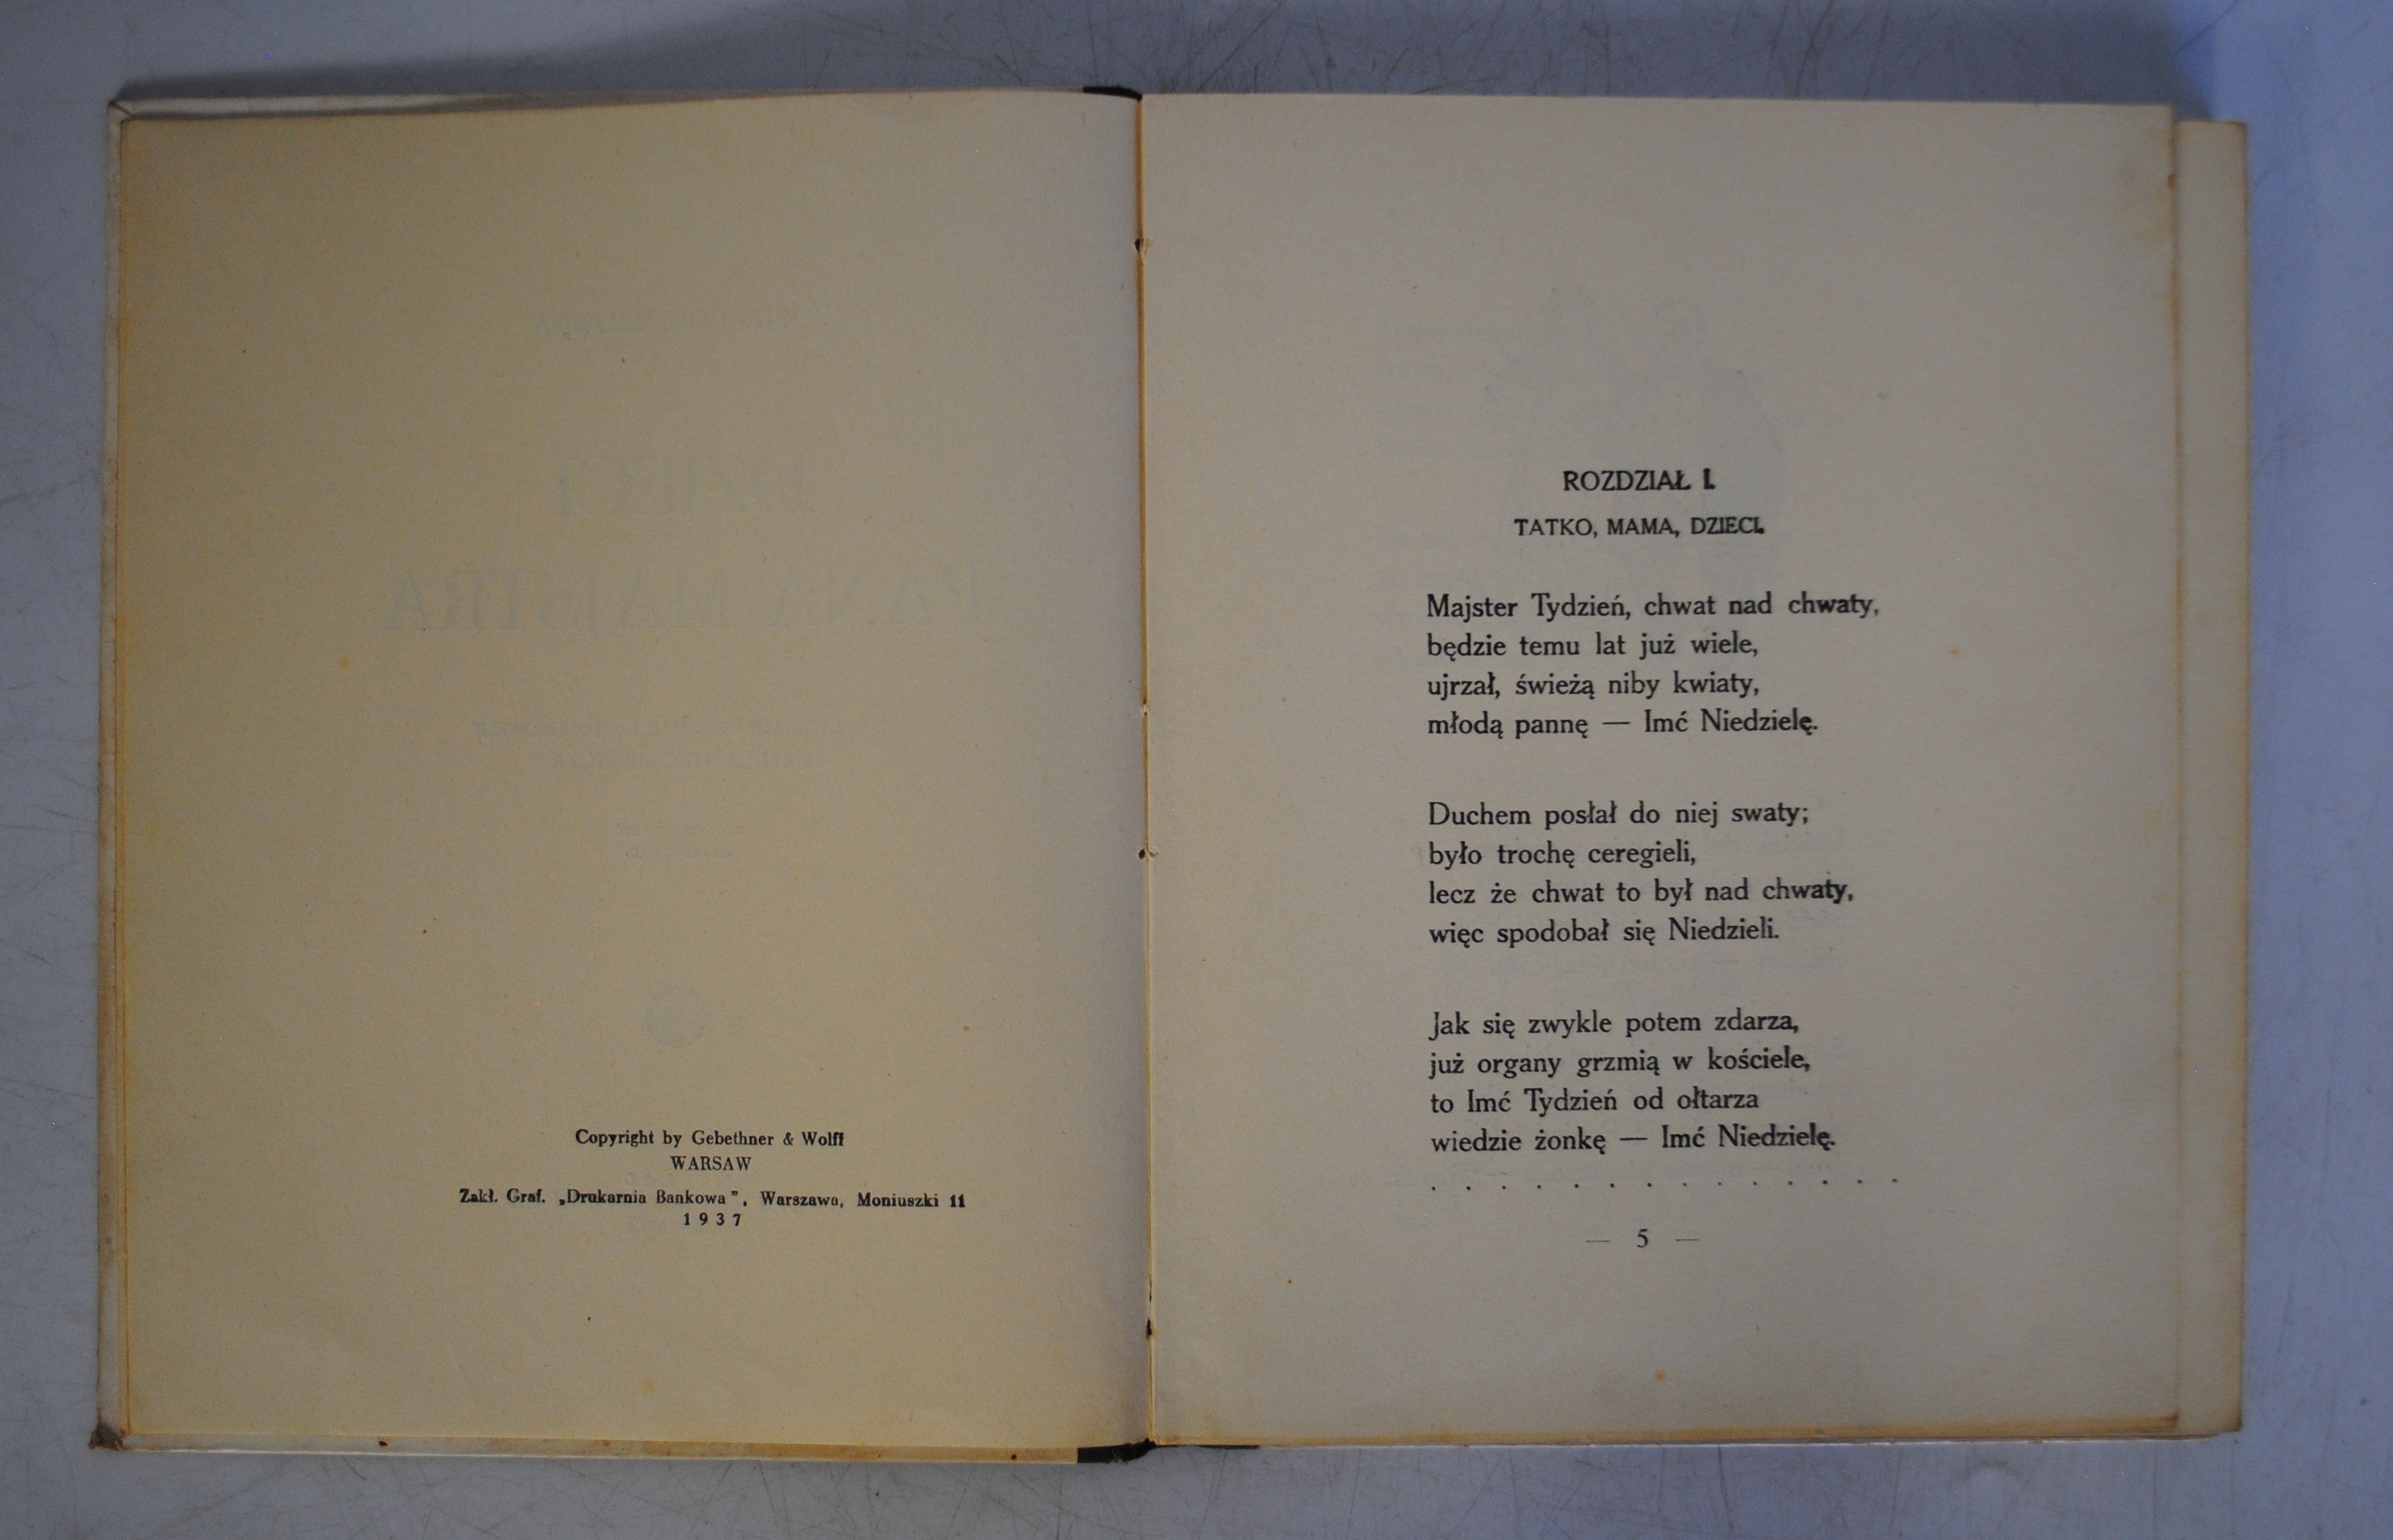 Copyright by Gebethner & Wolff
WARSAW
Zakł. Graf. „Drukarnia Bankowa”, Warszawa, Moniuszki 11
1937
ROZDZIAŁ I.
TATKO, MAMA, DZIECI.
Majster Tydzień, chwat nad chwaty,
będzie temu lat już wiele,
ujrzał, świeżą niby kwiaty,
młodą pannę — Imć Niedzielę.
Duchem posłał do niej swaty;
było trochę ceregieli,
lecz że chwat to był nad chwaty,
więc spodobał się Niedzieli.
Jak się zwykle potem zdarza,
już organy grzmią w kościele,
to Imć Tydzień od ołtarza
wiedzie żonkę — Imć Niedzielę.
. . . . . . . . . . . . . .
— 5 —